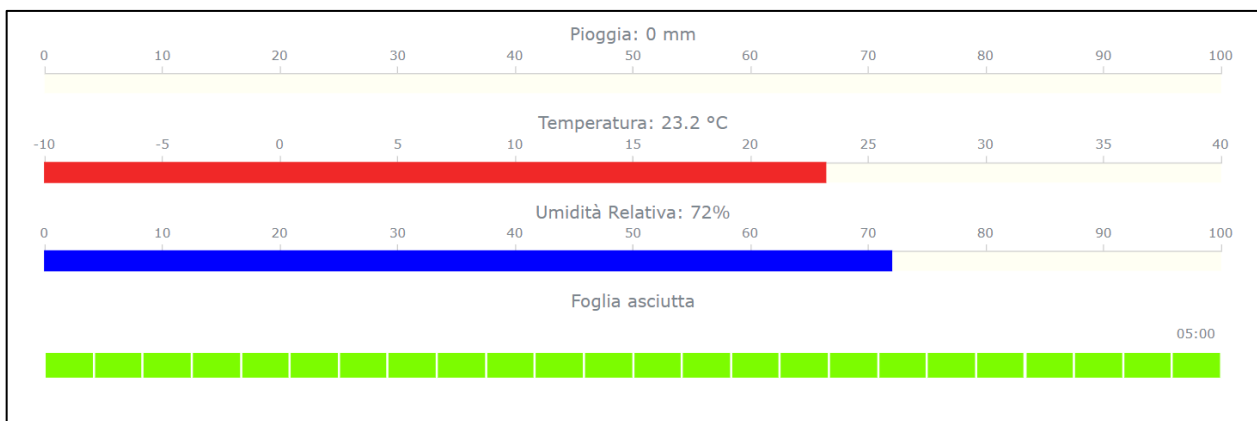 Pioggia: 0 mm
0 10 20 30 40 50 60 70 80 90 100
Temperatura: 23.2 °C
-10 -5 0 5 10 15 20 25 30 35 40
Umidità Relativa: 72%
0 10 20 30 40 50 60 70 80 90 100
Foglia asciutta
05:00